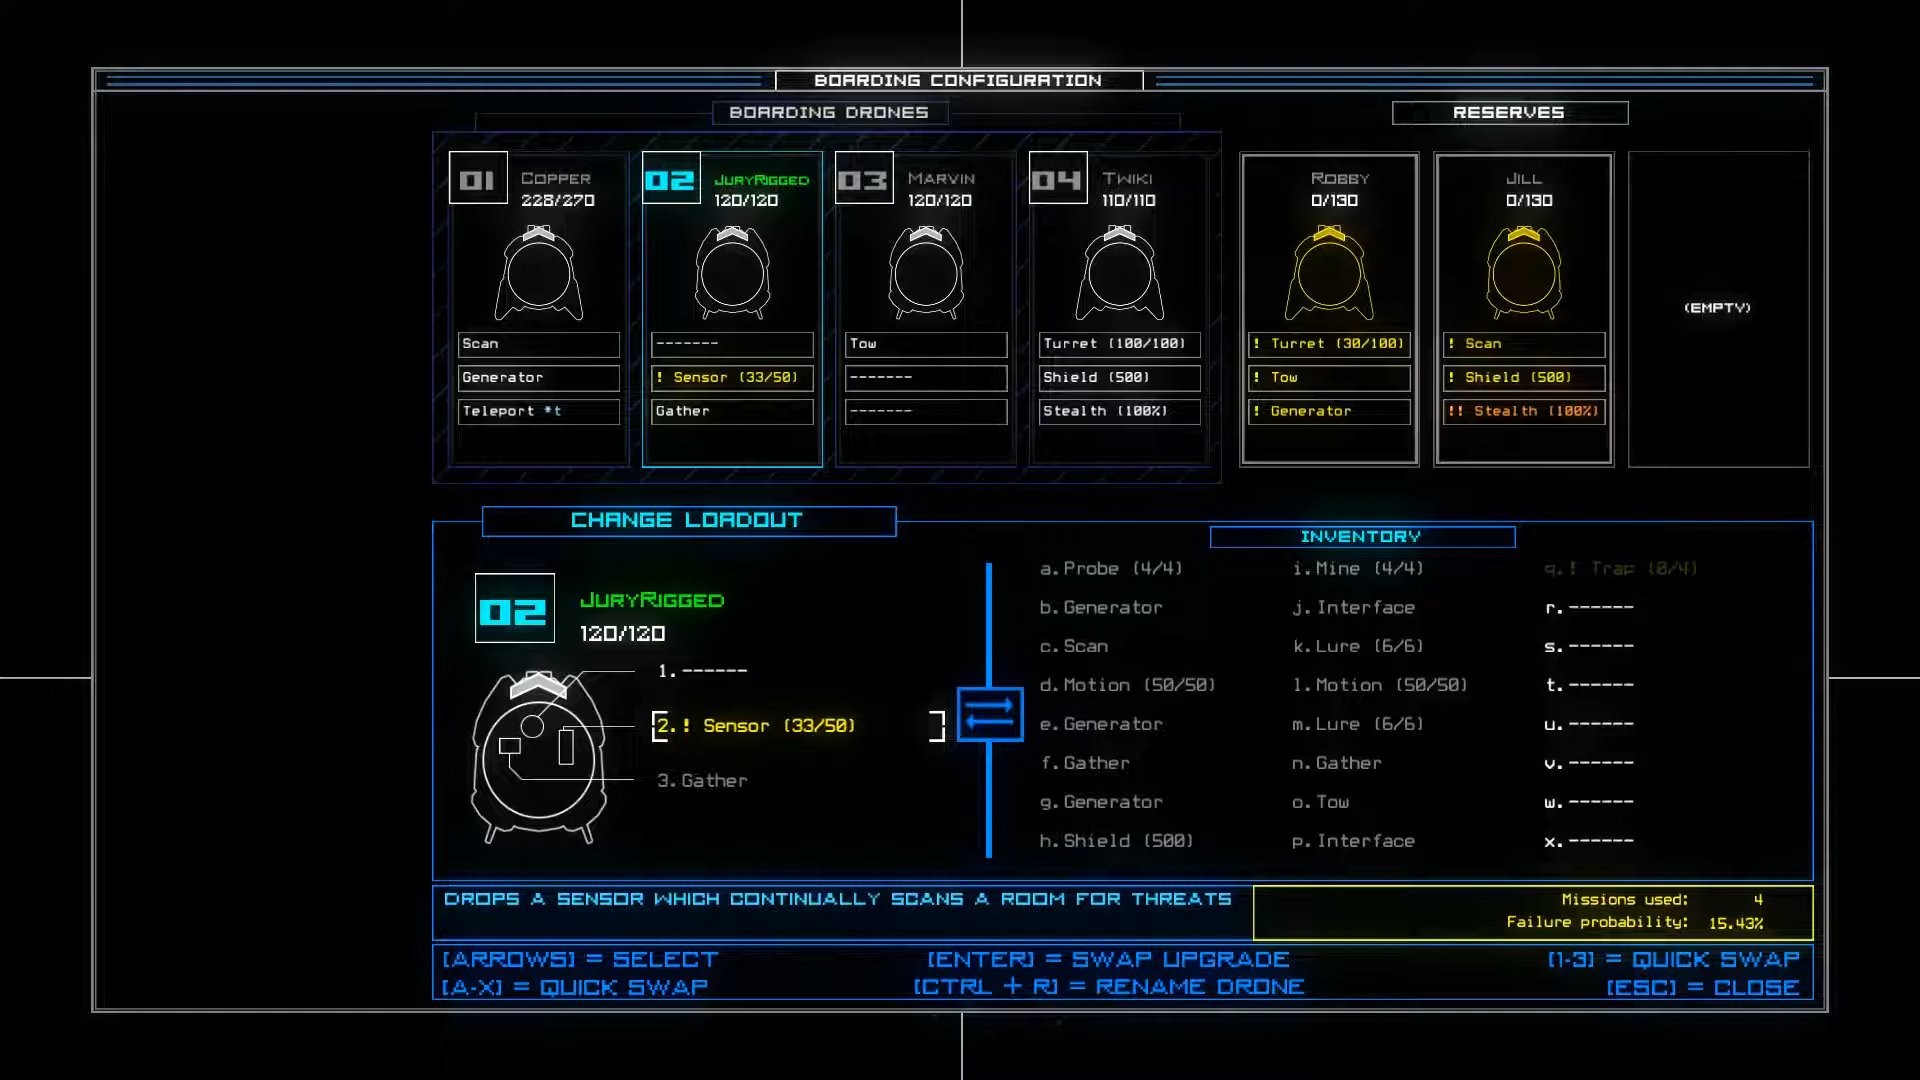 BOARDING CONFIGURATION
BOARDING DRONES
RESERVES
01 COPPER
228/270
Scan
Generator
Teleport *t
02 JURYRIGGED
120/120
-------
! Sensor (33/50)
Gather
03 MARVIN
120/120
Tow
-------
-------
04 TWIKI
110/110
Turret (100/100)
Shield (500)
Stealth (100%)
ROBBY
0/130
! Turret (30/100)
! Tow
! Generator
JILL
0/130
! Scan
! Shield (500)
!! Stealth (100%)
(EMPTY)
CHANGE LOADOUT
02 JURYRIGGED
120/120
1. ------
2. ! Sensor (33/50)
3. Gather
INVENTORY
a. Probe (4/4)
b. Generator
c. Scan
d. Motion (50/50)
e. Generator
f. Gather
g. Generator
h. Shield (500)
i. Mine (4/4)
j. Interface
k. Lure (6/6)
l. Motion (50/50)
m. Lure (6/6)
n. Gather
o. Tow
p. Interface
q. ! Trap (0/4)
r. ------
s. ------
t. ------
u. ------
v. ------
w. ------
x. ------
DROPS A SENSOR WHICH CONTINUALLY SCANS A ROOM FOR THREATS
Missions used: 4
Failure probability: 15.43%
[ARROWS] = SELECT
[ENTER] = SWAP UPGRADE
[1-3] = QUICK SWAP
[A-X] = QUICK SWAP
[CTRL + R] = RENAME DRONE
[ESC] = CLOSE